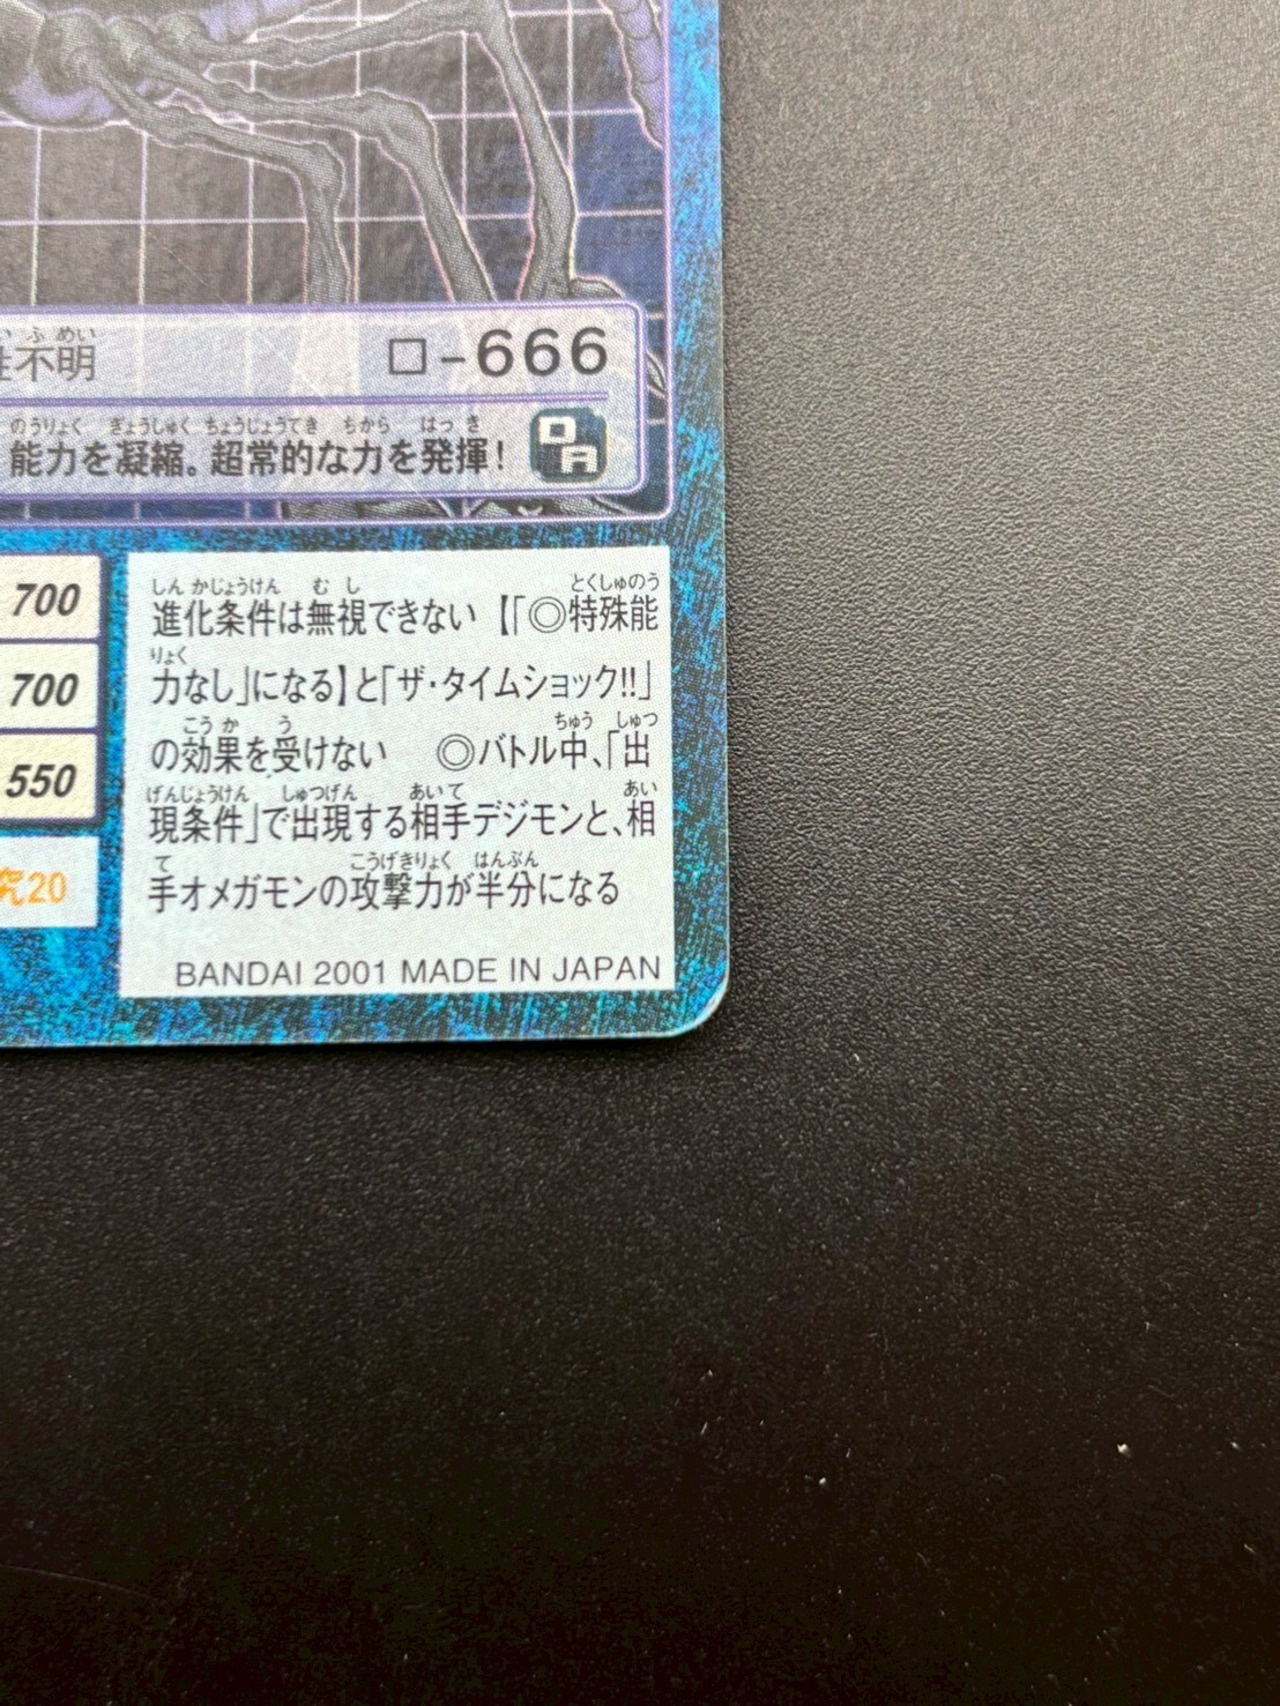 不明 ロ-666
能力を凝縮。超常的な力を発揮!
DA
700
700
550
究20
進化条件は無視できない【「◎特殊能
力なし」になる】と「ザ・タイムショック!!」
の効果を受けない ◎バトル中、「出
現条件」で出現する相手デジモンと、相
手オメガモンの攻撃力が半分になる
BANDAI 2001 MADE IN JAPAN